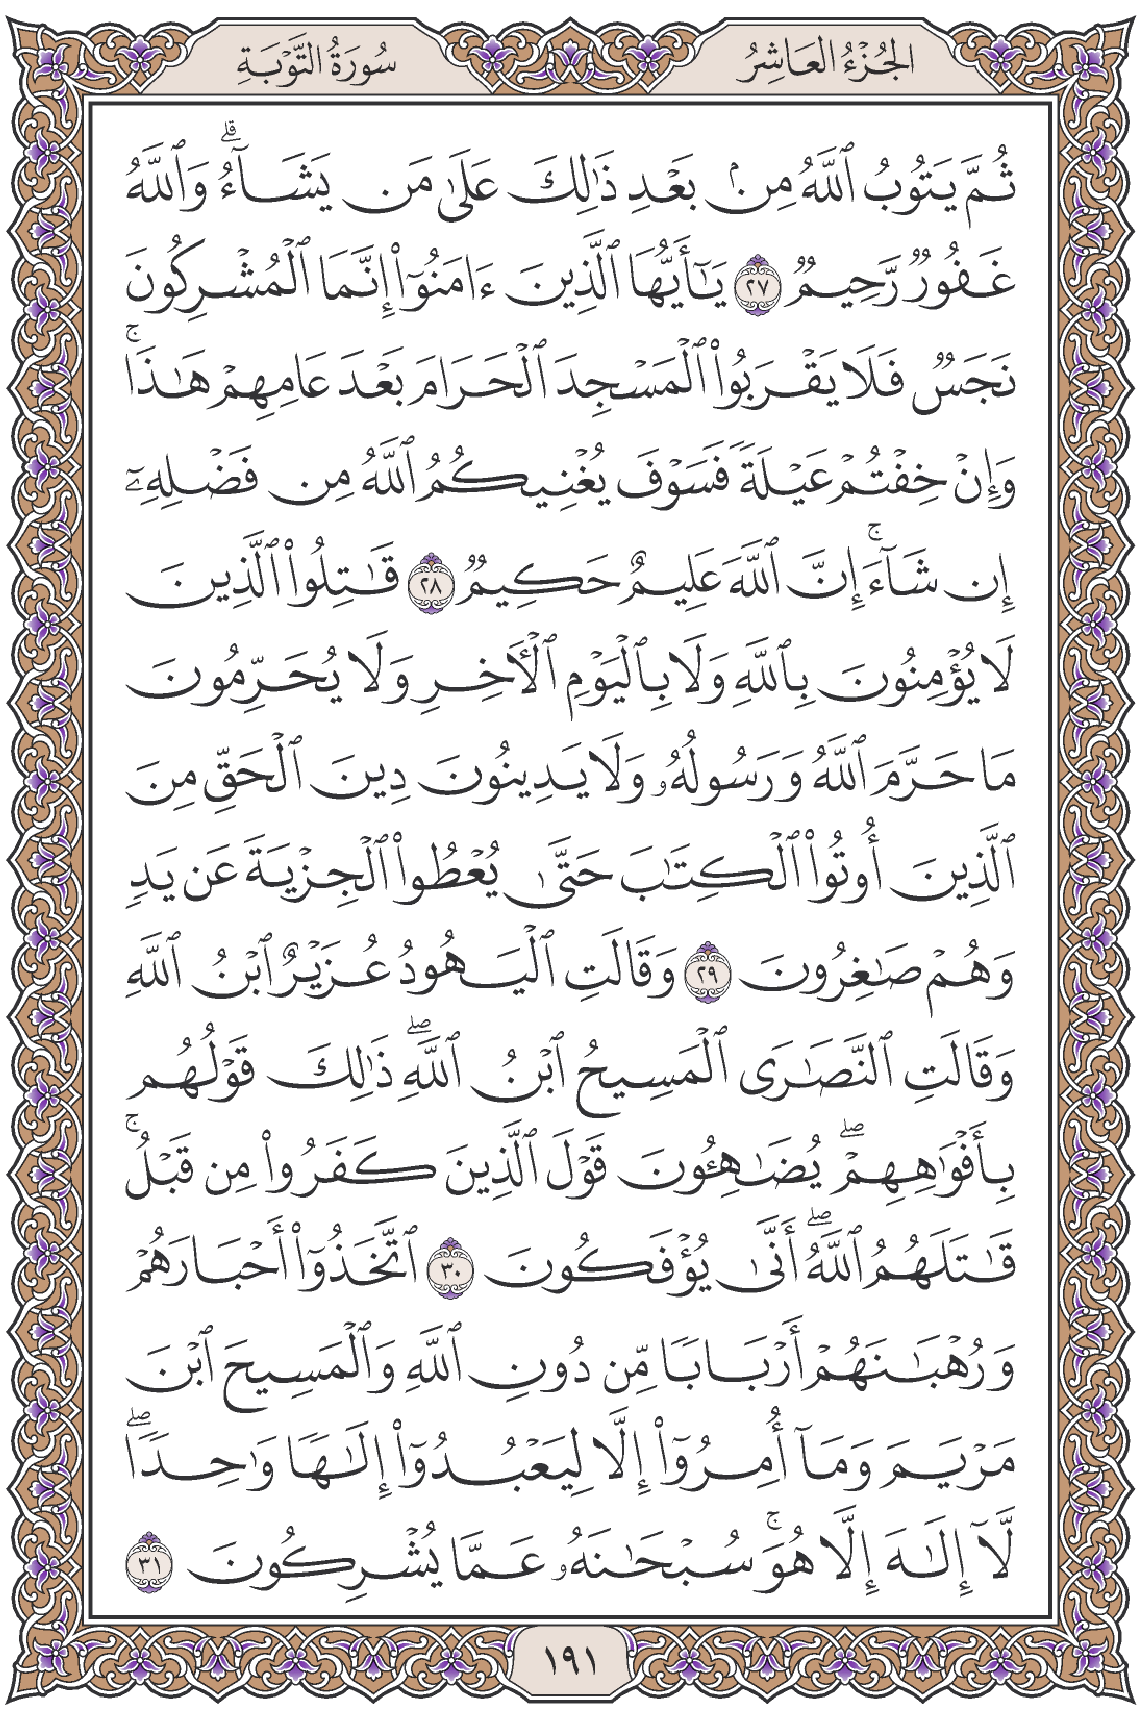 الجُزْءُ العَاشِرُ
سُورَةُ التَّوْبَةِ
ثُمَّ يَتُوبُ ٱللَّهُ مِنۢ بَعْدِ ذَٰلِكَ عَلَىٰ مَن يَشَآءُۗ وَٱللَّهُ
غَفُورٌ رَّحِيمٌ ٢٧ يَـٰٓأَيُّهَا ٱلَّذِينَ ءَامَنُوٓا۟ إِنَّمَا ٱلْمُشْرِكُونَ
نَجَسٌ فَلَا يَقْرَبُوا۟ ٱلْمَسْجِدَ ٱلْحَرَامَ بَعْدَ عَامِهِمْ هَـٰذَاۚ
وَإِنْ خِفْتُمْ عَيْلَةً فَسَوْفَ يُغْنِيكُمُ ٱللَّهُ مِن فَضْلِهِۦٓ
إِن شَآءَۚ إِنَّ ٱللَّهَ عَلِيمٌ حَكِيمٌ ٢٨ قَـٰتِلُوا۟ ٱلَّذِينَ
لَا يُؤْمِنُونَ بِٱللَّهِ وَلَا بِٱلْيَوْمِ ٱلْـَٔاخِرِ وَلَا يُحَرِّمُونَ
مَا حَرَّمَ ٱللَّهُ وَرَسُولُهُۥ وَلَا يَدِينُونَ دِينَ ٱلْحَقِّ مِنَ
ٱلَّذِينَ أُوتُوا۟ ٱلْكِتَـٰبَ حَتَّىٰ يُعْطُوا۟ ٱلْجِزْيَةَ عَن يَدٍ
وَهُمْ صَـٰغِرُونَ ٢٩ وَقَالَتِ ٱلْيَهُودُ عُزَيْرٌ ٱبْنُ ٱللَّهِ
وَقَالَتِ ٱلنَّصَـٰرَى ٱلْمَسِيحُ ٱبْنُ ٱللَّهِۖ ذَٰلِكَ قَوْلُهُم
بِأَفْوَٰهِهِمْۖ يُضَـٰهِـُٔونَ قَوْلَ ٱلَّذِينَ كَفَرُوا۟ مِن قَبْلُۚ
قَـٰتَلَهُمُ ٱللَّهُۖ أَنَّىٰ يُؤْفَكُونَ ٣٠ ٱتَّخَذُوٓا۟ أَحْبَارَهُمْ
وَرُهْبَـٰنَهُمْ أَرْبَابًا مِّن دُونِ ٱللَّهِ وَٱلْمَسِيحَ ٱبْنَ
مَرْيَمَ وَمَآ أُمِرُوٓا۟ إِلَّا لِيَعْبُدُوٓا۟ إِلَـٰهًا وَٰحِدًاۖ
لَّآ إِلَـٰهَ إِلَّا هُوَۚ سُبْحَـٰنَهُۥ عَمَّا يُشْرِكُونَ ٣١
١٩١